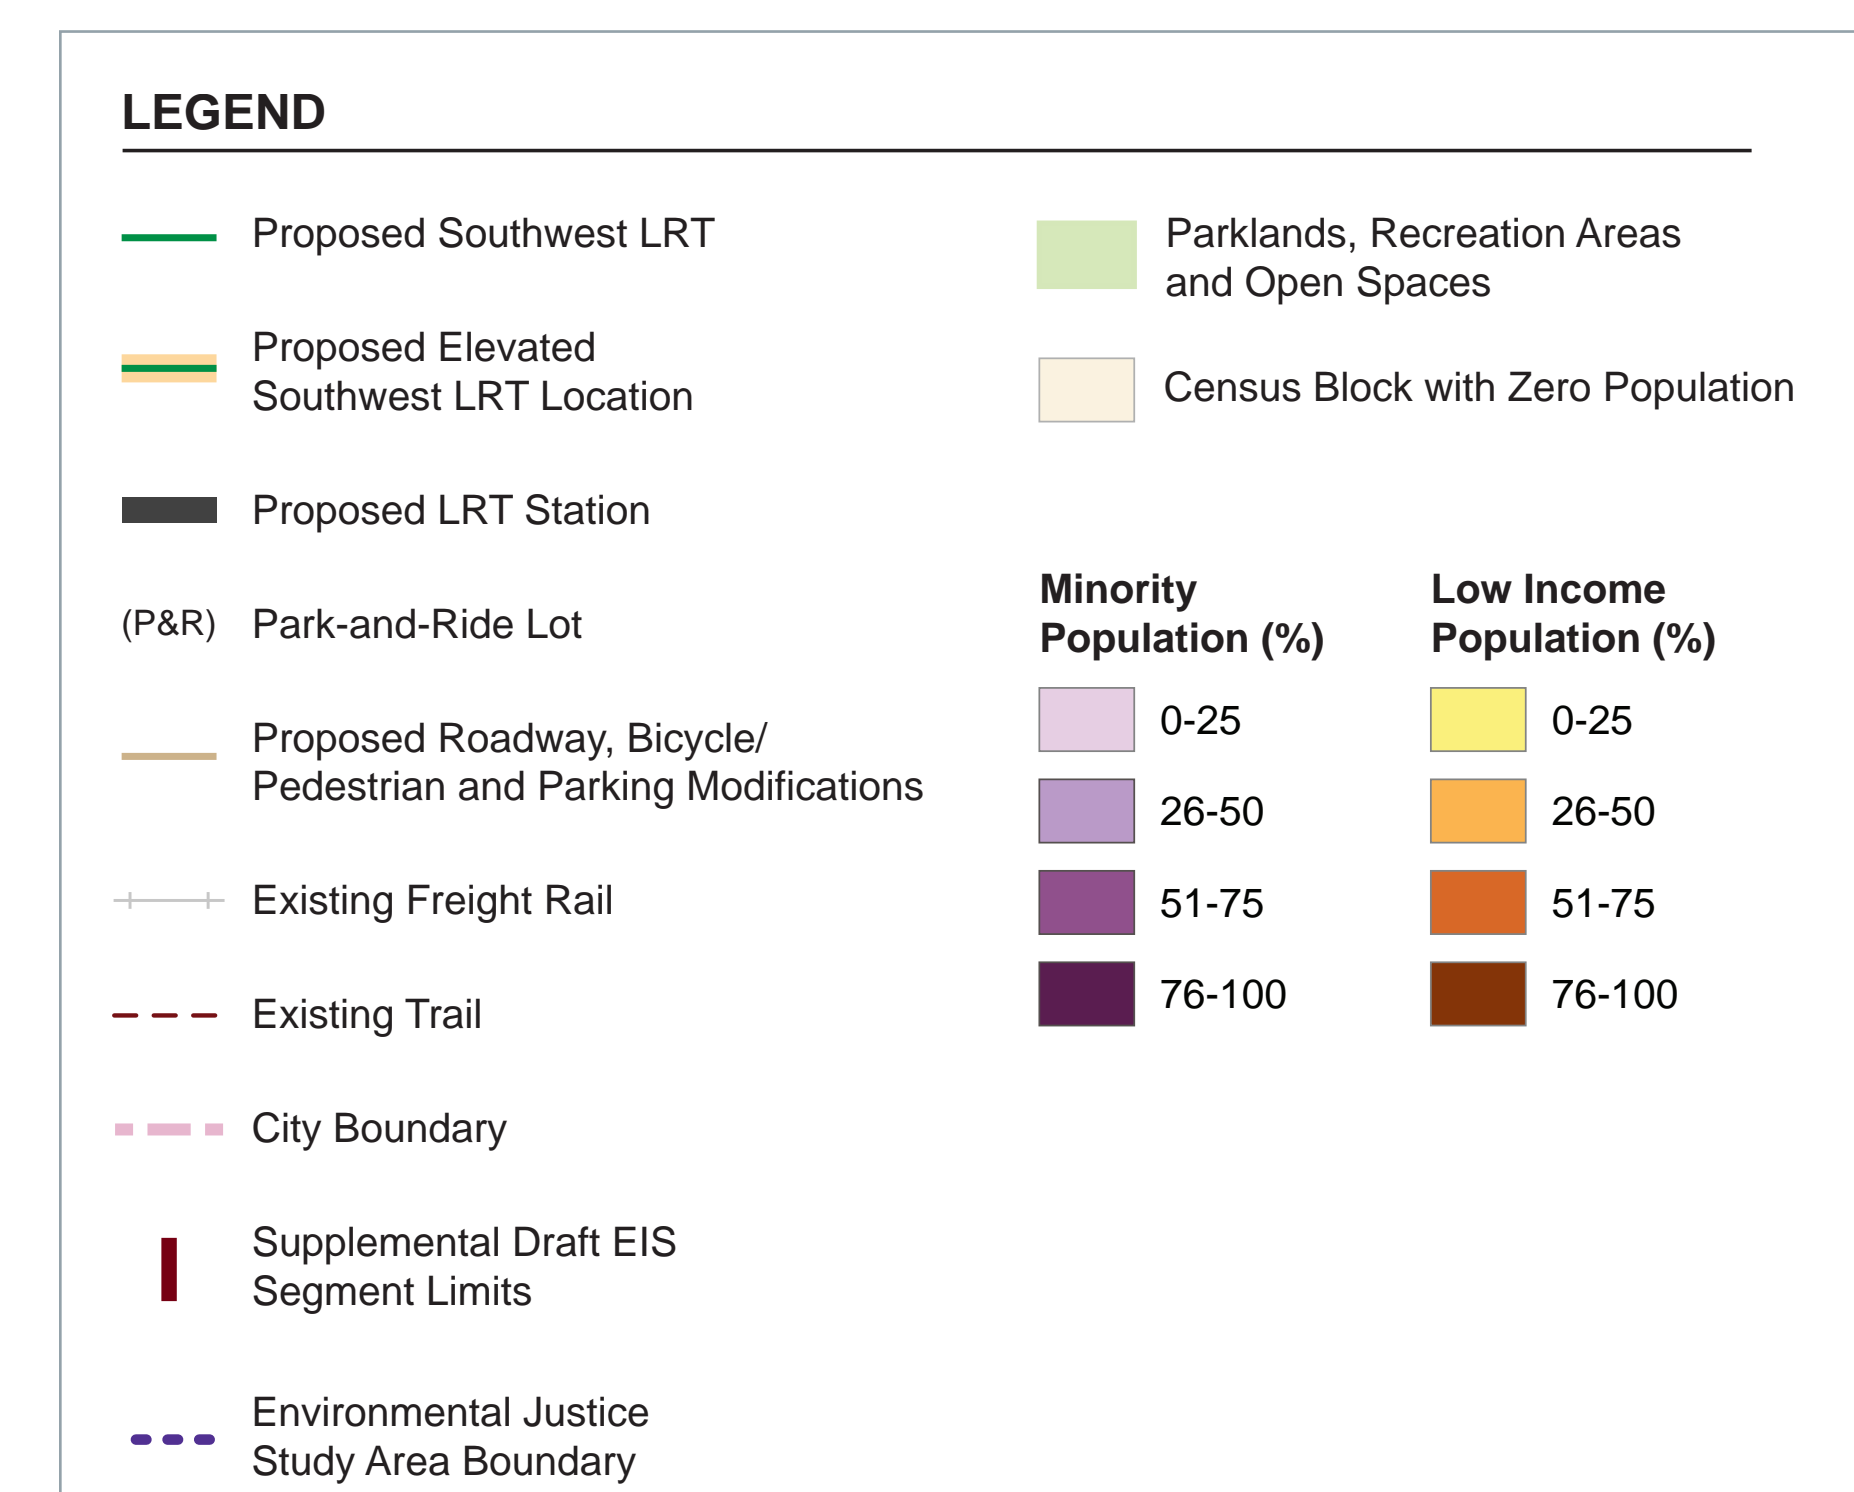 LEGEND
Proposed Southwest LRT
Proposed Elevated
Southwest LRT Location
Proposed LRT Station
(P&R) Park-and-Ride Lot
Proposed Roadway, Bicycle/
Pedestrian and Parking Modifications
Existing Freight Rail
Existing Trail
City Boundary
Supplemental Draft EIS
Segment Limits
Environmental Justice
Study Area Boundary
Parklands, Recreation Areas
and Open Spaces
Census Block with Zero Population
Minority
Population (%)
0-25
26-50
51-75
76-100
Low Income
Population (%)
0-25
26-50
51-75
76-100